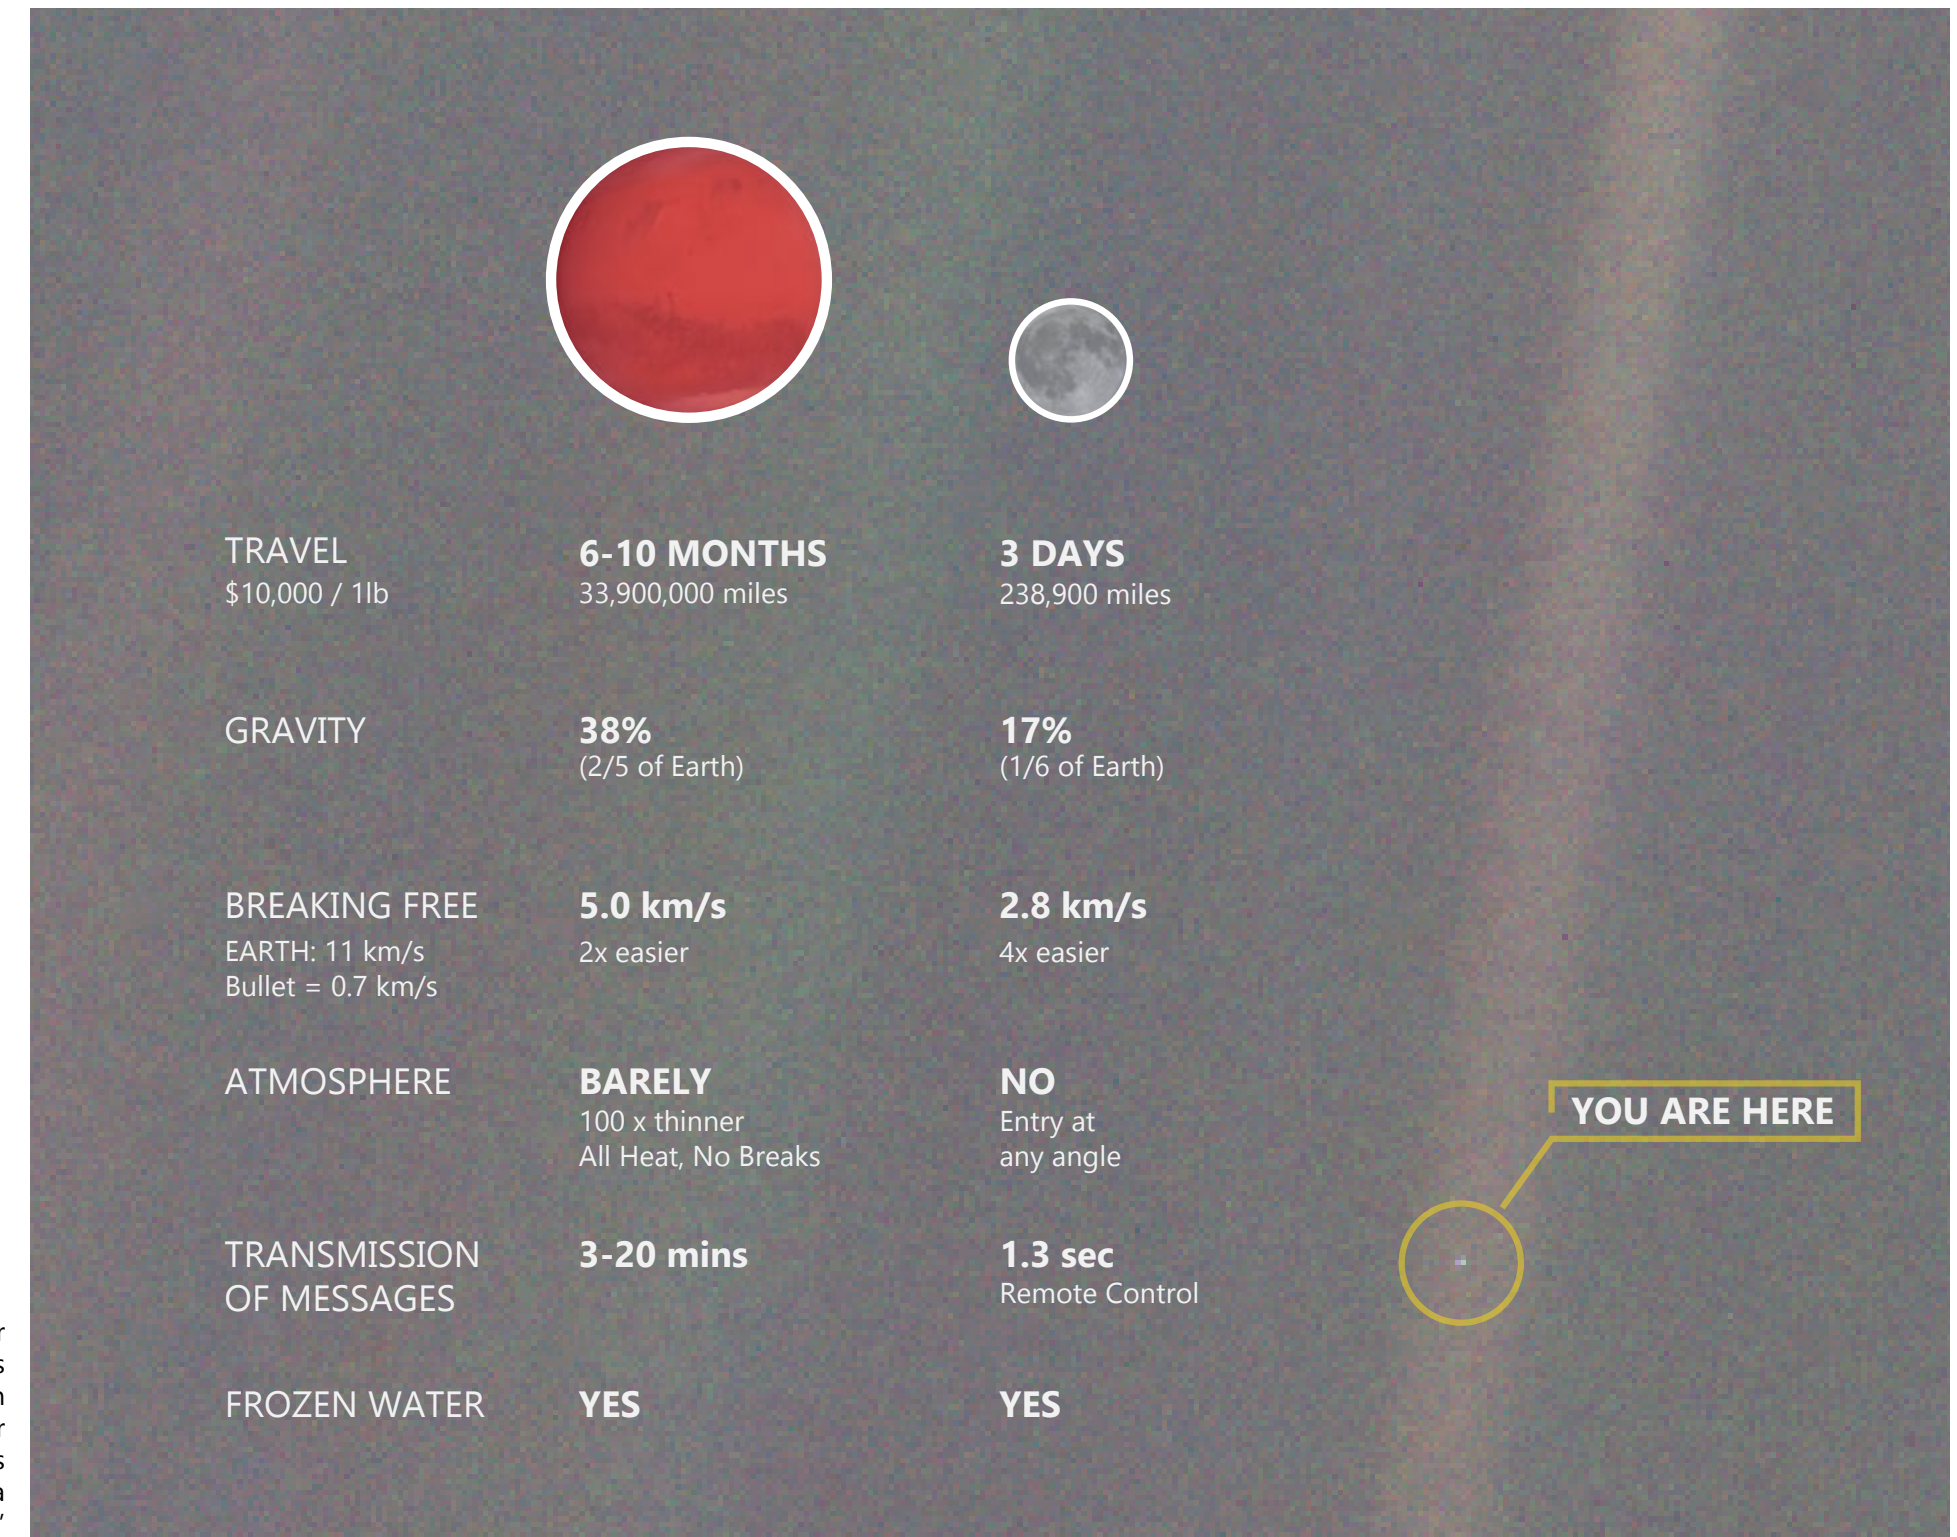 TRAVEL
$10,000 / 1lb
6-10 MONTHS
33,900,000 miles
3 DAYS
238,900 miles
GRAVITY
38%
(2/5 of Earth)
17%
(1/6 of Earth)
BREAKING FREE
EARTH: 11 km/s
Bullet = 0.7 km/s
5.0 km/s
2x easier
2.8 km/s
4x easier
ATMOSPHERE
BARELY
100 x thinner
All Heat, No Breaks
NO
Entry at
any angle
YOU ARE HERE
TRANSMISSION
OF MESSAGES
3-20 mins
1.3 sec
Remote Control
FROZEN WATER
YES
YES